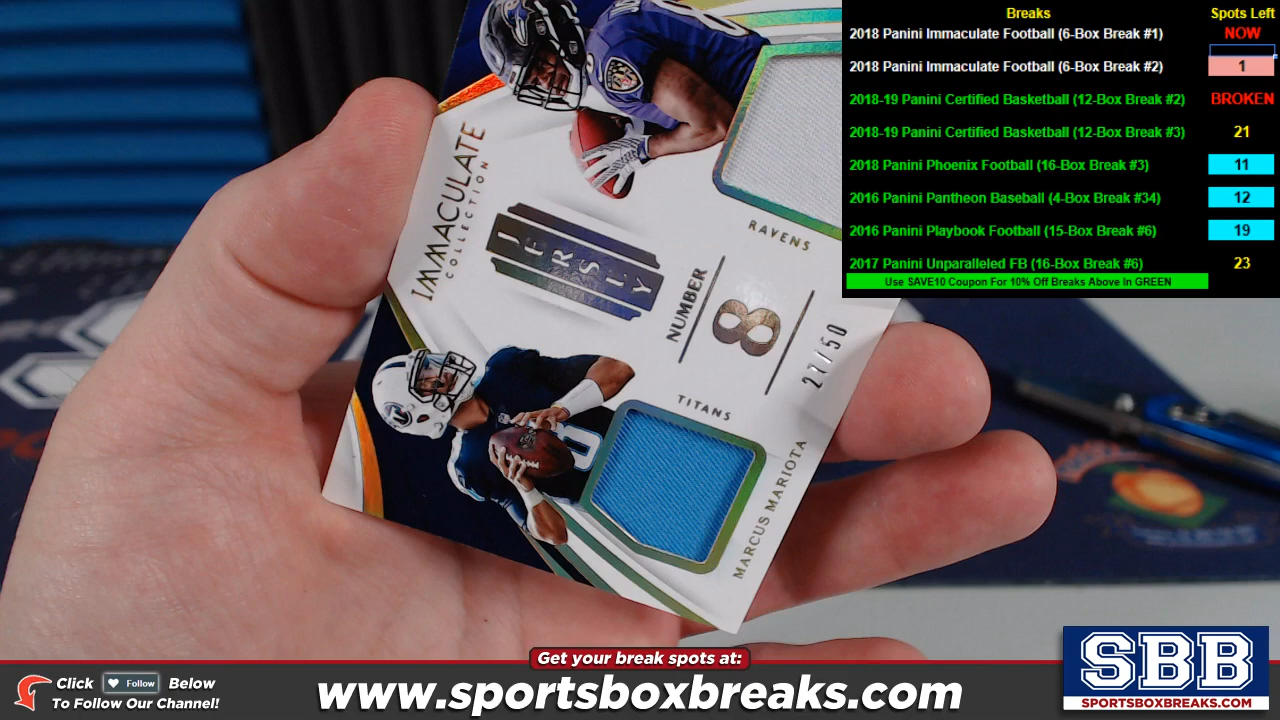 Breaks Spots Left
2018 Panini Immaculate Football (6-Box Break #1) NOW
2018 Panini Immaculate Football (6-Box Break #2) 1
2018-19 Panini Certified Basketball (12-Box Break #2) BROKEN
2018-19 Panini Certified Basketball (12-Box Break #3) 21
2018 Panini Phoenix Football (16-Box Break #3) 11
2016 Panini Pantheon Baseball (4-Box Break #34) 12
2016 Panini Playbook Football (15-Box Break #6) 19
2017 Panini Unparalleled FB (16-Box Break #6) 23
Use SAVE10 Coupon For 10% Off Breaks Above In GREEN
IMMACULATE
COLLECTION
JERSEY
NUMBER
8
27/50
RAVENS
TITANS
MARCUS MARIOTA
Get your break spots at:
Click Follow Below
To Follow Our Channel!
www.sportsboxbreaks.com
SBB
SPORTSBOXBREAKS.COM